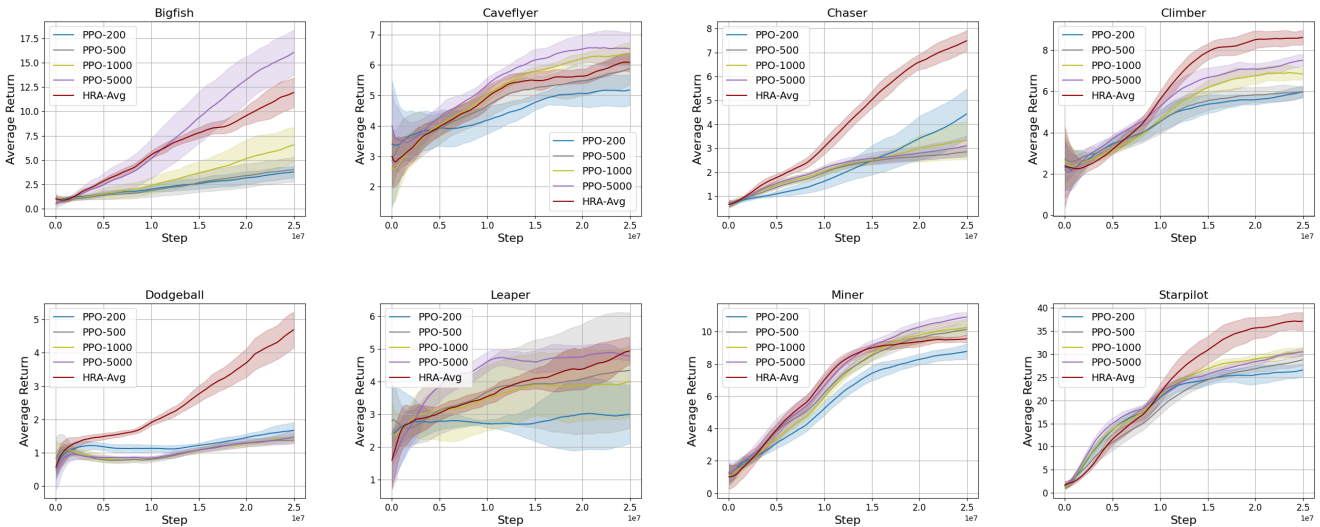 Bigfish
Average Return
17.5
15.0
12.5
10.0
7.5
5.0
2.5
0.0
PPO-200
PPO-500
PPO-1000
PPO-5000
HRA-Avg
0.0 0.5 1.0 1.5 2.0 2.5
Step
1e7
Caveflyer
Average Return
7
6
5
4
3
2
PPO-200
PPO-500
PPO-1000
PPO-5000
HRA-Avg
0.0 0.5 1.0 1.5 2.0 2.5
Step
1e7
Chaser
Average Return
8
7
6
5
4
3
2
1
PPO-200
PPO-500
PPO-1000
PPO-5000
HRA-Avg
0.0 0.5 1.0 1.5 2.0 2.5
Step
1e7
Climber
Average Return
8
6
4
2
0
PPO-200
PPO-500
PPO-1000
PPO-5000
HRA-Avg
0.0 0.5 1.0 1.5 2.0 2.5
Step
1e7
Dodgeball
Average Return
5
4
3
2
1
0
PPO-200
PPO-500
PPO-1000
PPO-5000
HRA-Avg
0.0 0.5 1.0 1.5 2.0 2.5
Step
1e7
Leaper
Average Return
6
5
4
3
2
1
PPO-200
PPO-500
PPO-1000
PPO-5000
HRA-Avg
0.0 0.5 1.0 1.5 2.0 2.5
Step
1e7
Miner
Average Return
10
8
6
4
2
0
PPO-200
PPO-500
PPO-1000
PPO-5000
HRA-Avg
0.0 0.5 1.0 1.5 2.0 2.5
Step
1e7
Starpilot
Average Return
40
35
30
25
20
15
10
5
0
PPO-200
PPO-500
PPO-1000
PPO-5000
HRA-Avg
0.0 0.5 1.0 1.5 2.0 2.5
Step
1e7